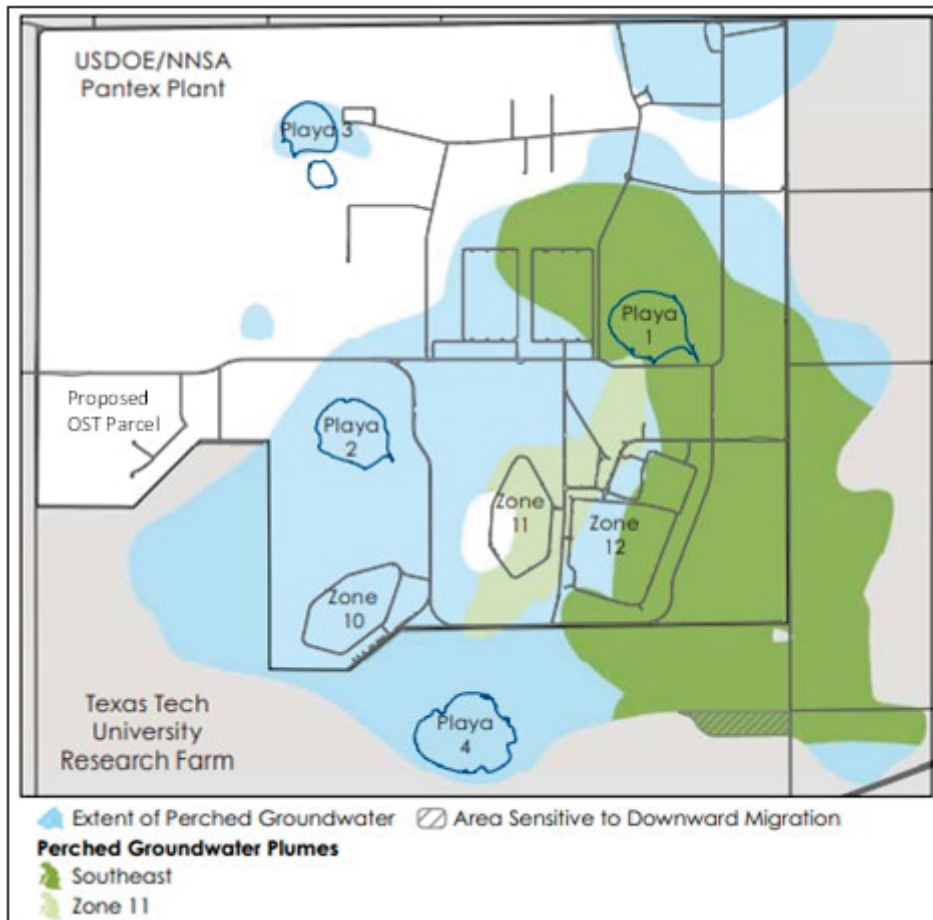 USDOE/NNSA
Pantex Plant
Playa 3
Playa
1
Proposed
OST Parcel
Playa
2
Zone
11
Zone
12
Zone
10
Texas Tech
University
Research Farm
Playa
4
Extent of Perched Groundwater
Area Sensitive to Downward Migration
Perched Groundwater Plumes
Southeast
Zone 11